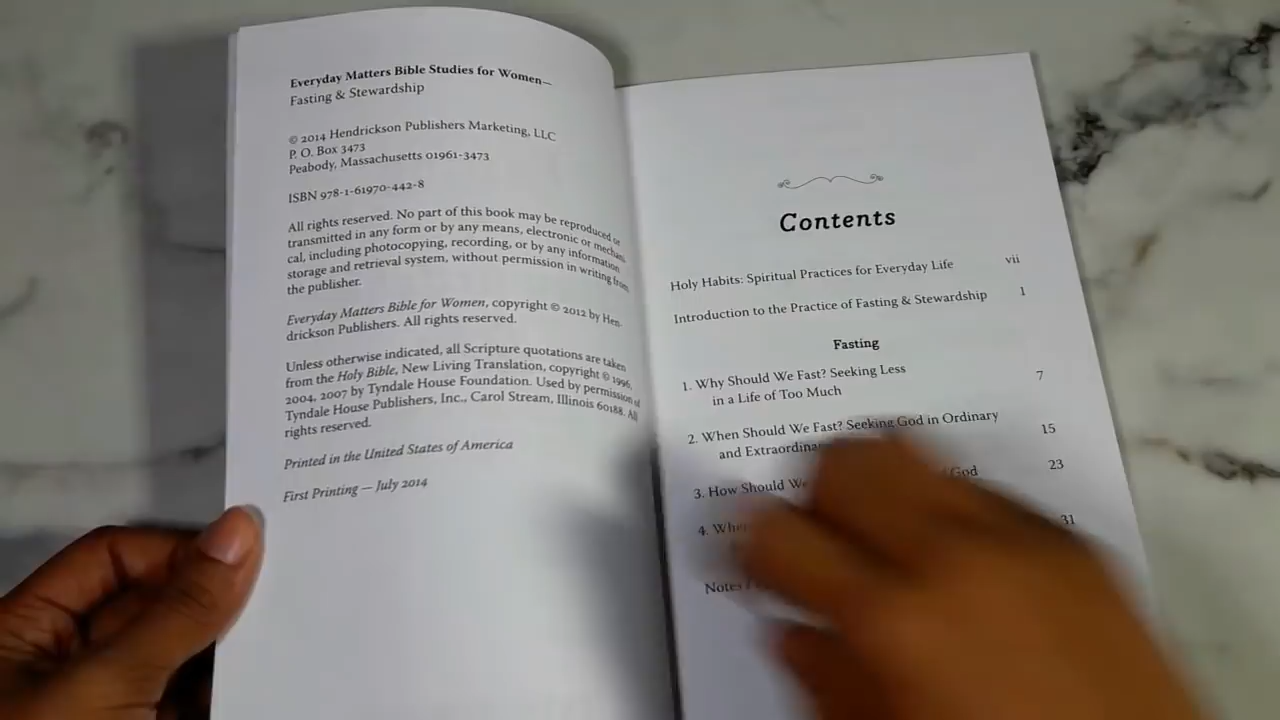 Everyday Matters Bible Studies for Women—
Fasting & Stewardship
© 2014 Hendrickson Publishers Marketing, LLC
P. O. Box 3473
Peabody, Massachusetts 01961-3473
ISBN 978-1-61970-442-8
All rights reserved. No part of this book may be reproduced or
transmitted in any form or by any means, electronic or mechani-
cal, including photocopying, recording, or by any information
storage and retrieval system, without permission in writing from
the publisher.
Everyday Matters Bible for Women, copyright © 2012 by Hen-
drickson Publishers. All rights reserved.
Unless otherwise indicated, all Scripture quotations are taken
from the Holy Bible, New Living Translation, copyright © 1996,
2004, 2007 by Tyndale House Foundation. Used by permission of
Tyndale House Publishers, Inc., Carol Stream, Illinois 60188. All
rights reserved.
Printed in the United States of America
First Printing — July 2014
Contents
Holy Habits: Spiritual Practices for Everyday Life vii
Introduction to the Practice of Fasting & Stewardship 1
Fasting
1. Why Should We Fast? Seeking Less
in a Life of Too Much 7
2. When Should We Fast? Seeking God in Ordinary
and Extraordinar 15
3. How Should We God 23
4. 31
Notes